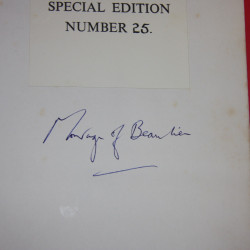 SPECIAL EDITION
NUMBER 25.
Montagu of Beaulieu